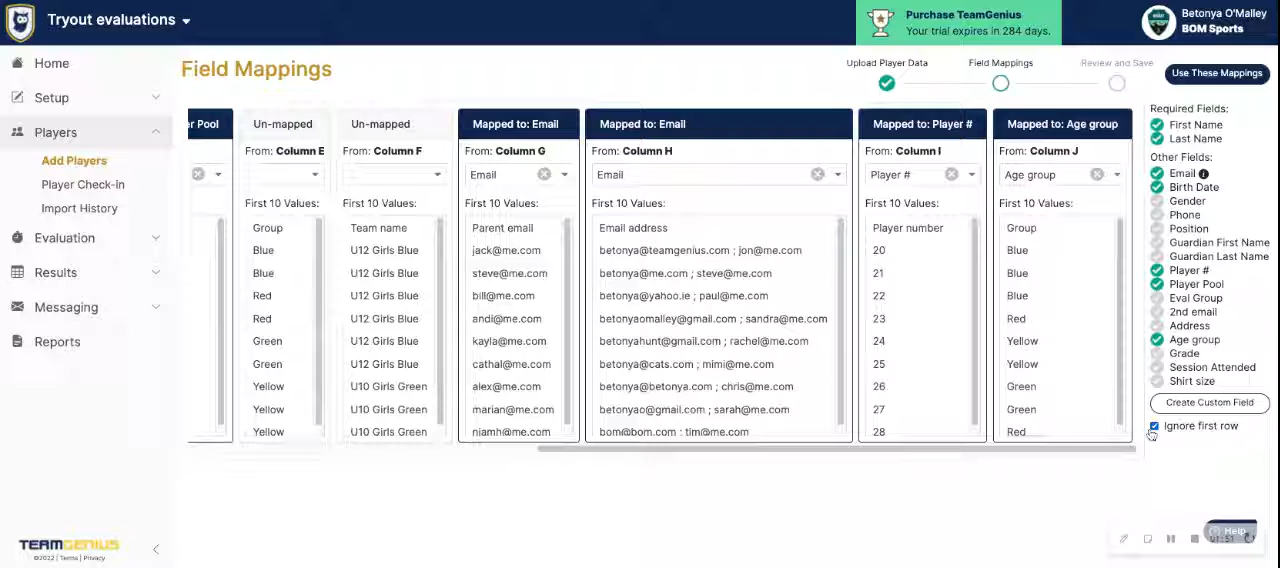 Tryout evaluations
Purchase TeamGenius
Your trial expires in 284 days.
Betonya O'Malley
BOM Sports
Home
Setup
Players
Add Players
Player Check-in
Import History
Evaluation
Results
Messaging
Reports
TEAMGENIUS
©2022 | Terms | Privacy
Field Mappings
Upload Player Data
Field Mappings
Review and Save
Use These Mappings
er Pool
Un-mapped
From: Column E
First 10 Values:
Group
Blue
Blue
Red
Red
Green
Green
Yellow
Yellow
Yellow
Un-mapped
From: Column F
First 10 Values:
Team name
U12 Girls Blue
U12 Girls Blue
U12 Girls Blue
U12 Girls Blue
U12 Girls Blue
U12 Girls Blue
U10 Girls Green
U10 Girls Green
U10 Girls Green
Mapped to: Email
From: Column G
Email
First 10 Values:
Parent email
jack@me.com
steve@me.com
bill@me.com
andi@me.com
kayla@me.com
cathal@me.com
alex@me.com
marian@me.com
niamh@me.com
Mapped to: Email
From: Column H
Email
First 10 Values:
Email address
betonya@teamgenius.com ; jon@me.com
betonya@me.com ; steve@me.com
betonya@yahoo.ie ; paul@me.com
betonyaomalley@gmail.com ; sandra@me.com
betonyahunt@gmail.com ; rachel@me.com
betonya@cats.com ; mimi@me.com
betonya@betonya.com ; chris@me.com
betonyao@gmail.com ; sarah@me.com
bom@bom.com ; tim@me.com
Mapped to: Player #
From: Column I
Player #
First 10 Values:
Player number
20
21
22
23
24
25
26
27
28
Mapped to: Age group
From: Column J
Age group
First 10 Values:
Group
Blue
Blue
Blue
Red
Yellow
Yellow
Green
Green
Red
Required Fields:
First Name
Last Name
Other Fields:
Email
Birth Date
Gender
Phone
Position
Guardian First Name
Guardian Last Name
Player #
Player Pool
Eval Group
2nd email
Address
Age group
Grade
Session Attended
Shirt size
Create Custom Field
Ignore first row
Help